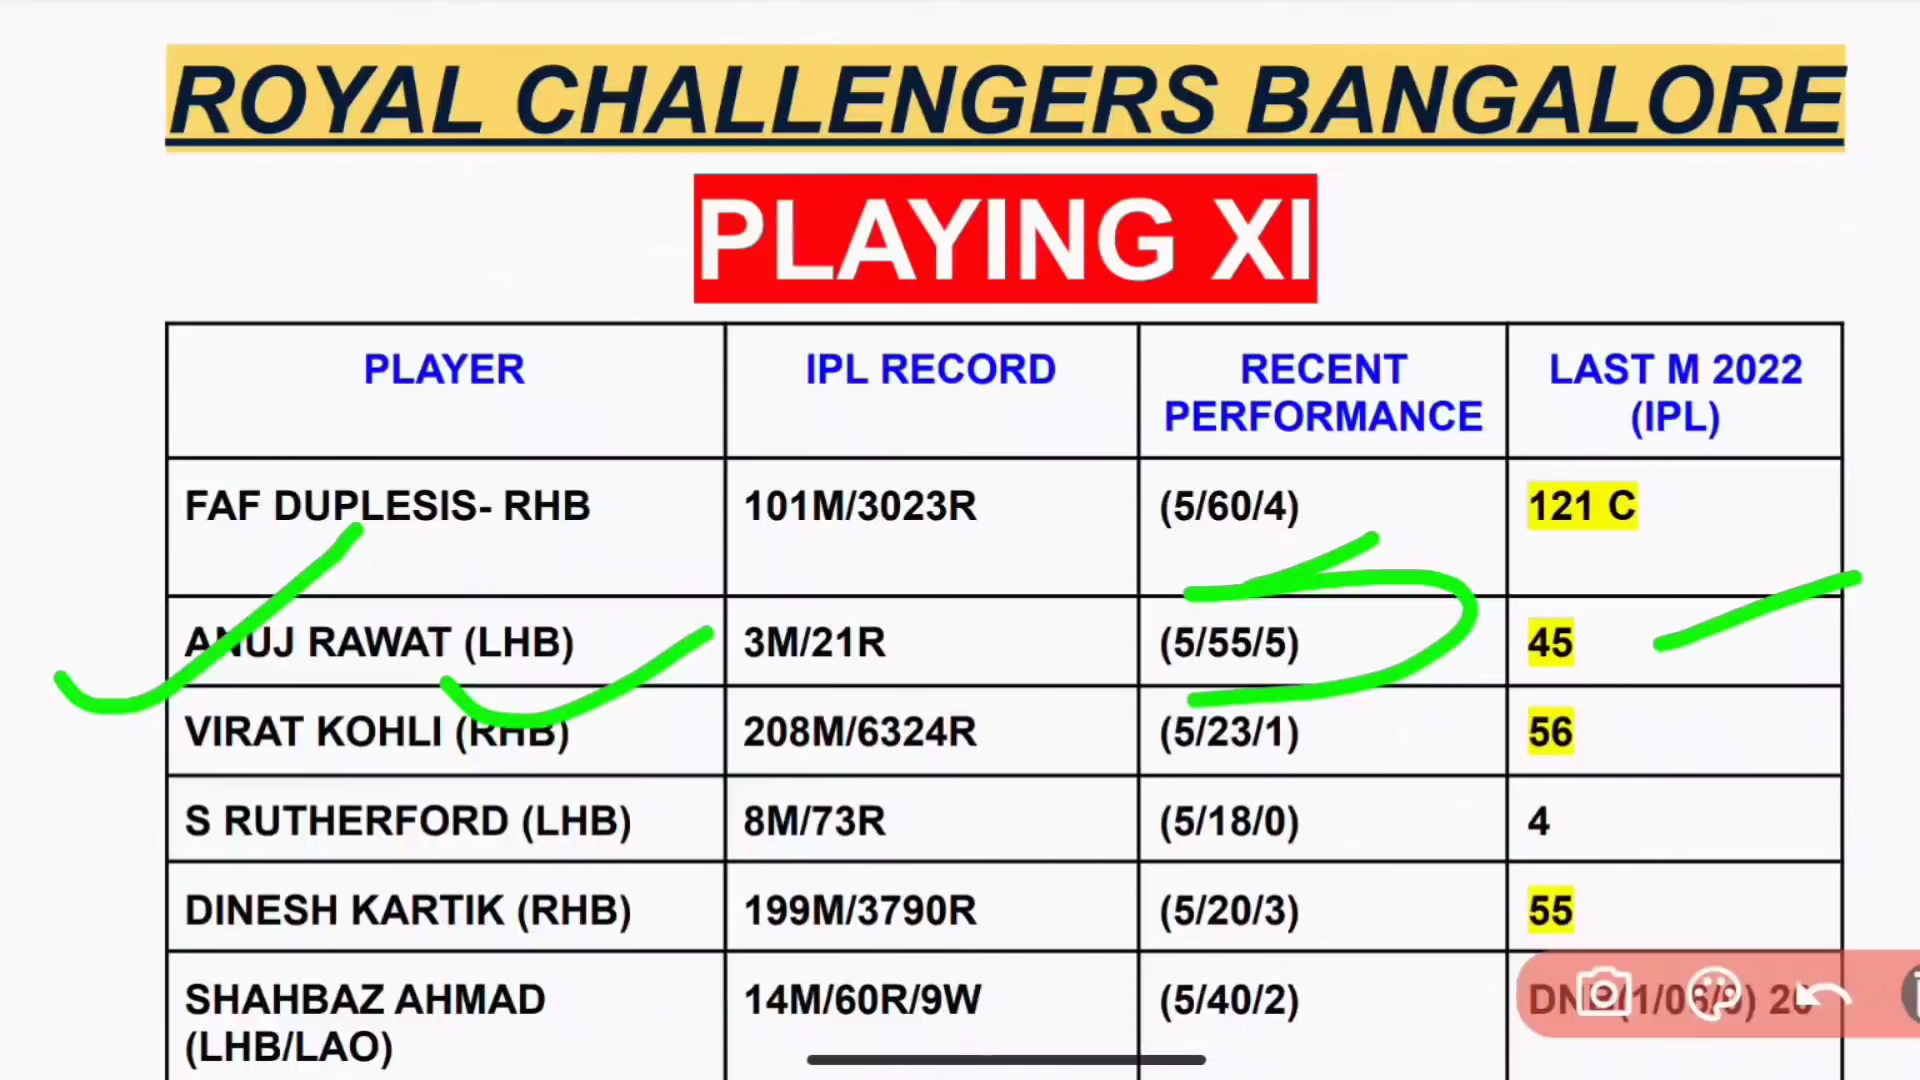 ROYAL CHALLENGERS BANGALORE
PLAYING XI
PLAYER IPL RECORD RECENT PERFORMANCE LAST M 2022 (IPL)
FAF DUPLESIS- RHB 101M/3023R (5/60/4) 121 C
ANUJ RAWAT (LHB) 3M/21R (5/55/5) 45
VIRAT KOHLI (RHB) 208M/6324R (5/23/1) 56
S RUTHERFORD (LHB) 8M/73R (5/18/0) 4
DINESH KARTIK (RHB) 199M/3790R (5/20/3) 55
SHAHBAZ AHMAD 14M/60R/9W (5/40/2)
(LHB/LAO)